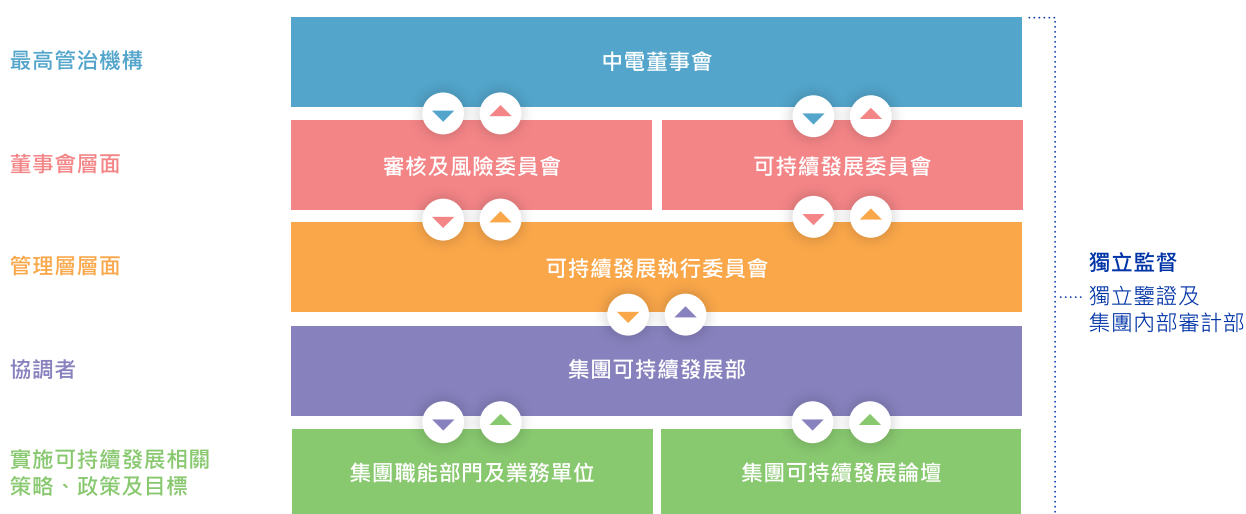 最高管治機構
中電董事會
董事會層面
審核及風險委員會
可持續發展委員會
管理層層面
可持續發展執行委員會
獨立監督
獨立鑒證及
集團內部審計部
協調者
集團可持續發展部
實施可持續發展相關
策略、政策及目標
集團職能部門及業務單位
集團可持續發展論壇